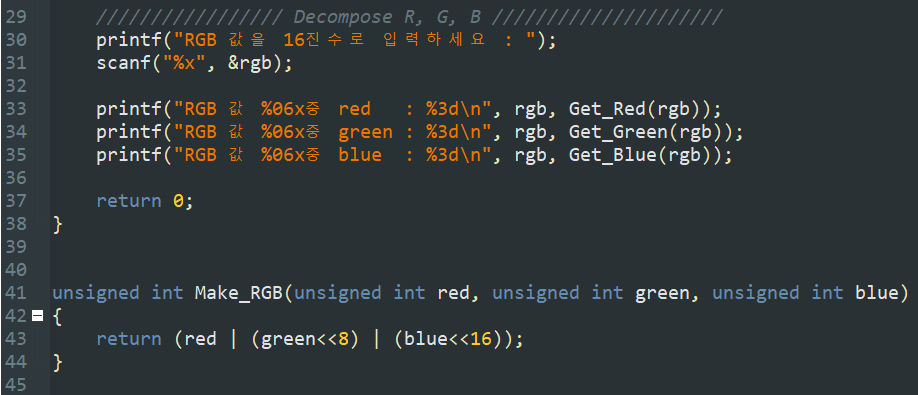 29 ///////////////// Decompose R, G, B /////////////////////
30 printf("RGB 값을 16진수로 입력하세요 : ");
31 scanf("%x", &rgb);
32
33 printf("RGB 값 %06x중 red   : %3d\n", rgb, Get_Red(rgb));
34 printf("RGB 값 %06x중 green : %3d\n", rgb, Get_Green(rgb));
35 printf("RGB 값 %06x중 blue  : %3d\n", rgb, Get_Blue(rgb));
36
37 return 0;
38 }
39
40
41 unsigned int Make_RGB(unsigned int red, unsigned int green, unsigned int blue)
42 {
43 return (red | (green<<8) | (blue<<16));
44 }
45